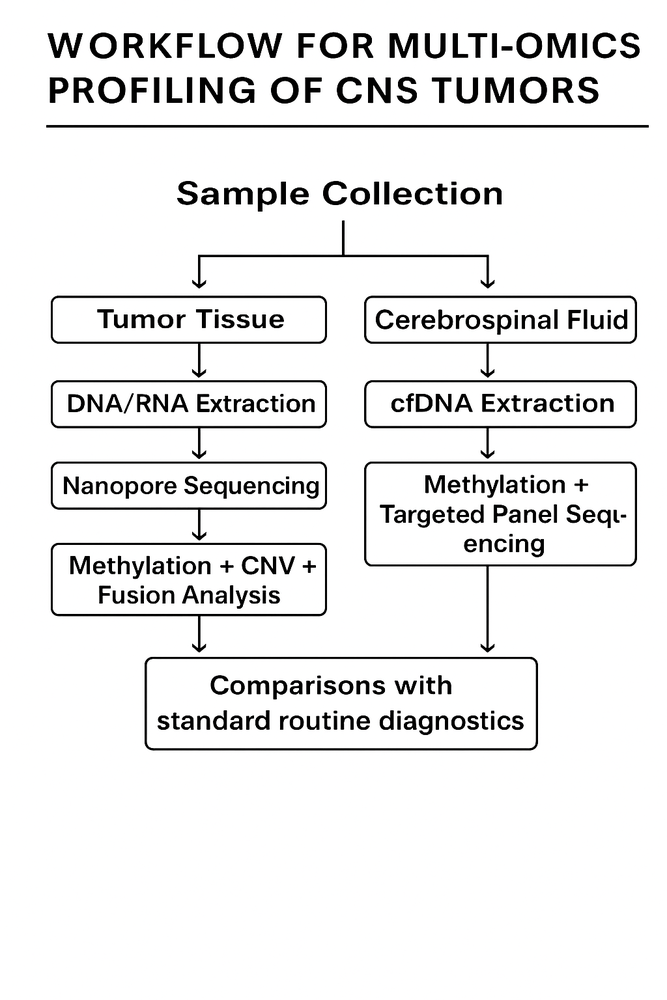 WORKFLOW FOR MULTI-OMICS
PROFILING OF CNS TUMORS
Sample Collection
Tumor Tissue
DNA/RNA Extraction
Nanopore Sequencing
Methylation + CNV +
Fusion Analysis
Cerebrospinal Fluid
cfDNA Extraction
Methylation +
Targeted Panel Sequ-
encing
Comparisons with
standard routine diagnostics